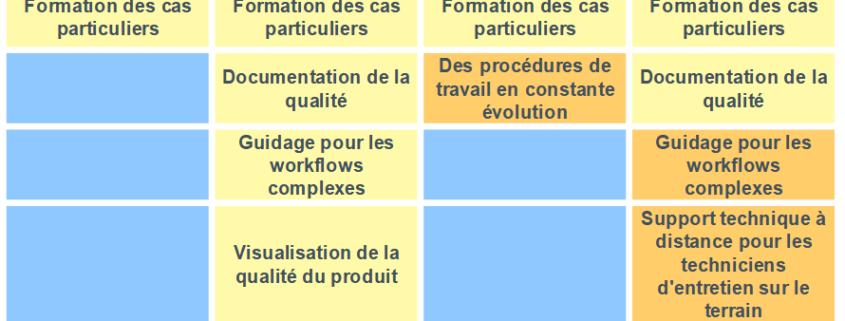 Formation des cas
particuliers
Formation des cas
particuliers
Formation des cas
particuliers
Formation des cas
particuliers
Documentation de la
qualité
Des procédures de
travail en constante
évolution
Documentation de la
qualité
Guidage pour les
workflows
complexes
Guidage pour les
workflows
complexes
Visualisation de la
qualité du produit
Support technique à
distance pour les
techniciens
d'entretien sur le
terrain